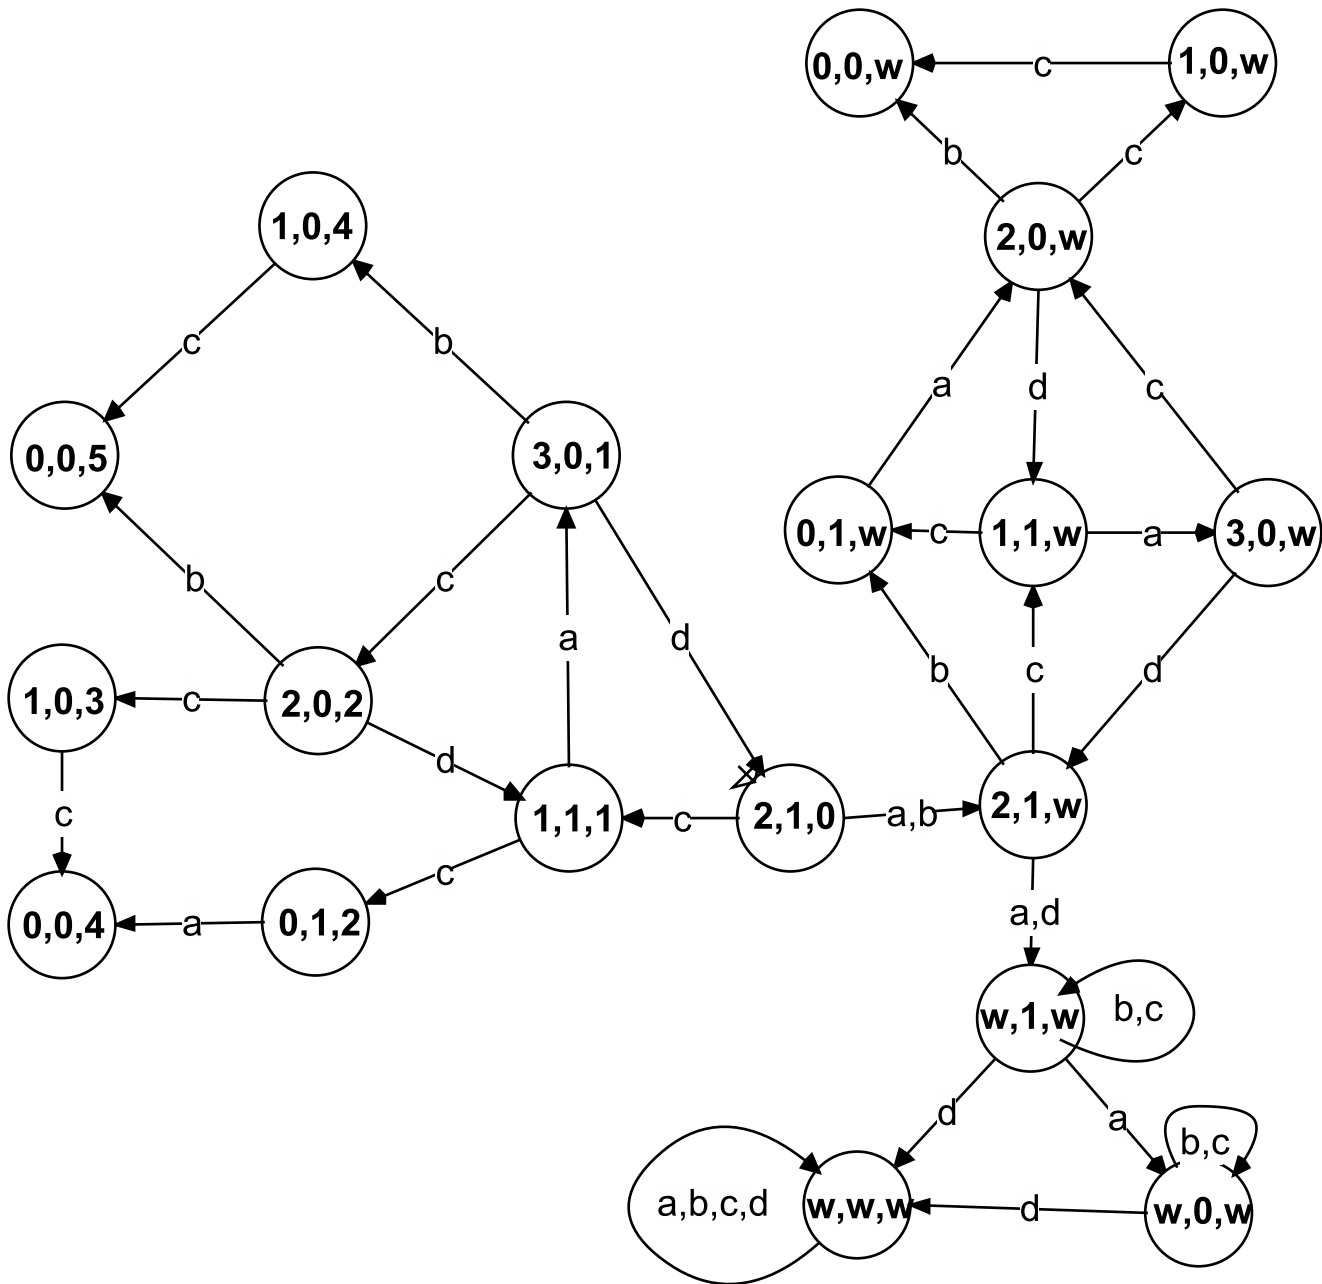 0,0,w
c
1,0,w
b
c
1,0,4
2,0,w
c
b
a
d
c
0,0,5
3,0,1
0,1,w
c
1,1,w
a
3,0,w
b
c
a
d
b
c
d
1,0,3
c
2,0,2
d
c
1,1,1
c
2,1,0
a,b
2,1,w
c
0,0,4
a
0,1,2
a,d
w,1,w
b,c
d
a
b,c
a,b,c,d
w,w,w
d
w,0,w